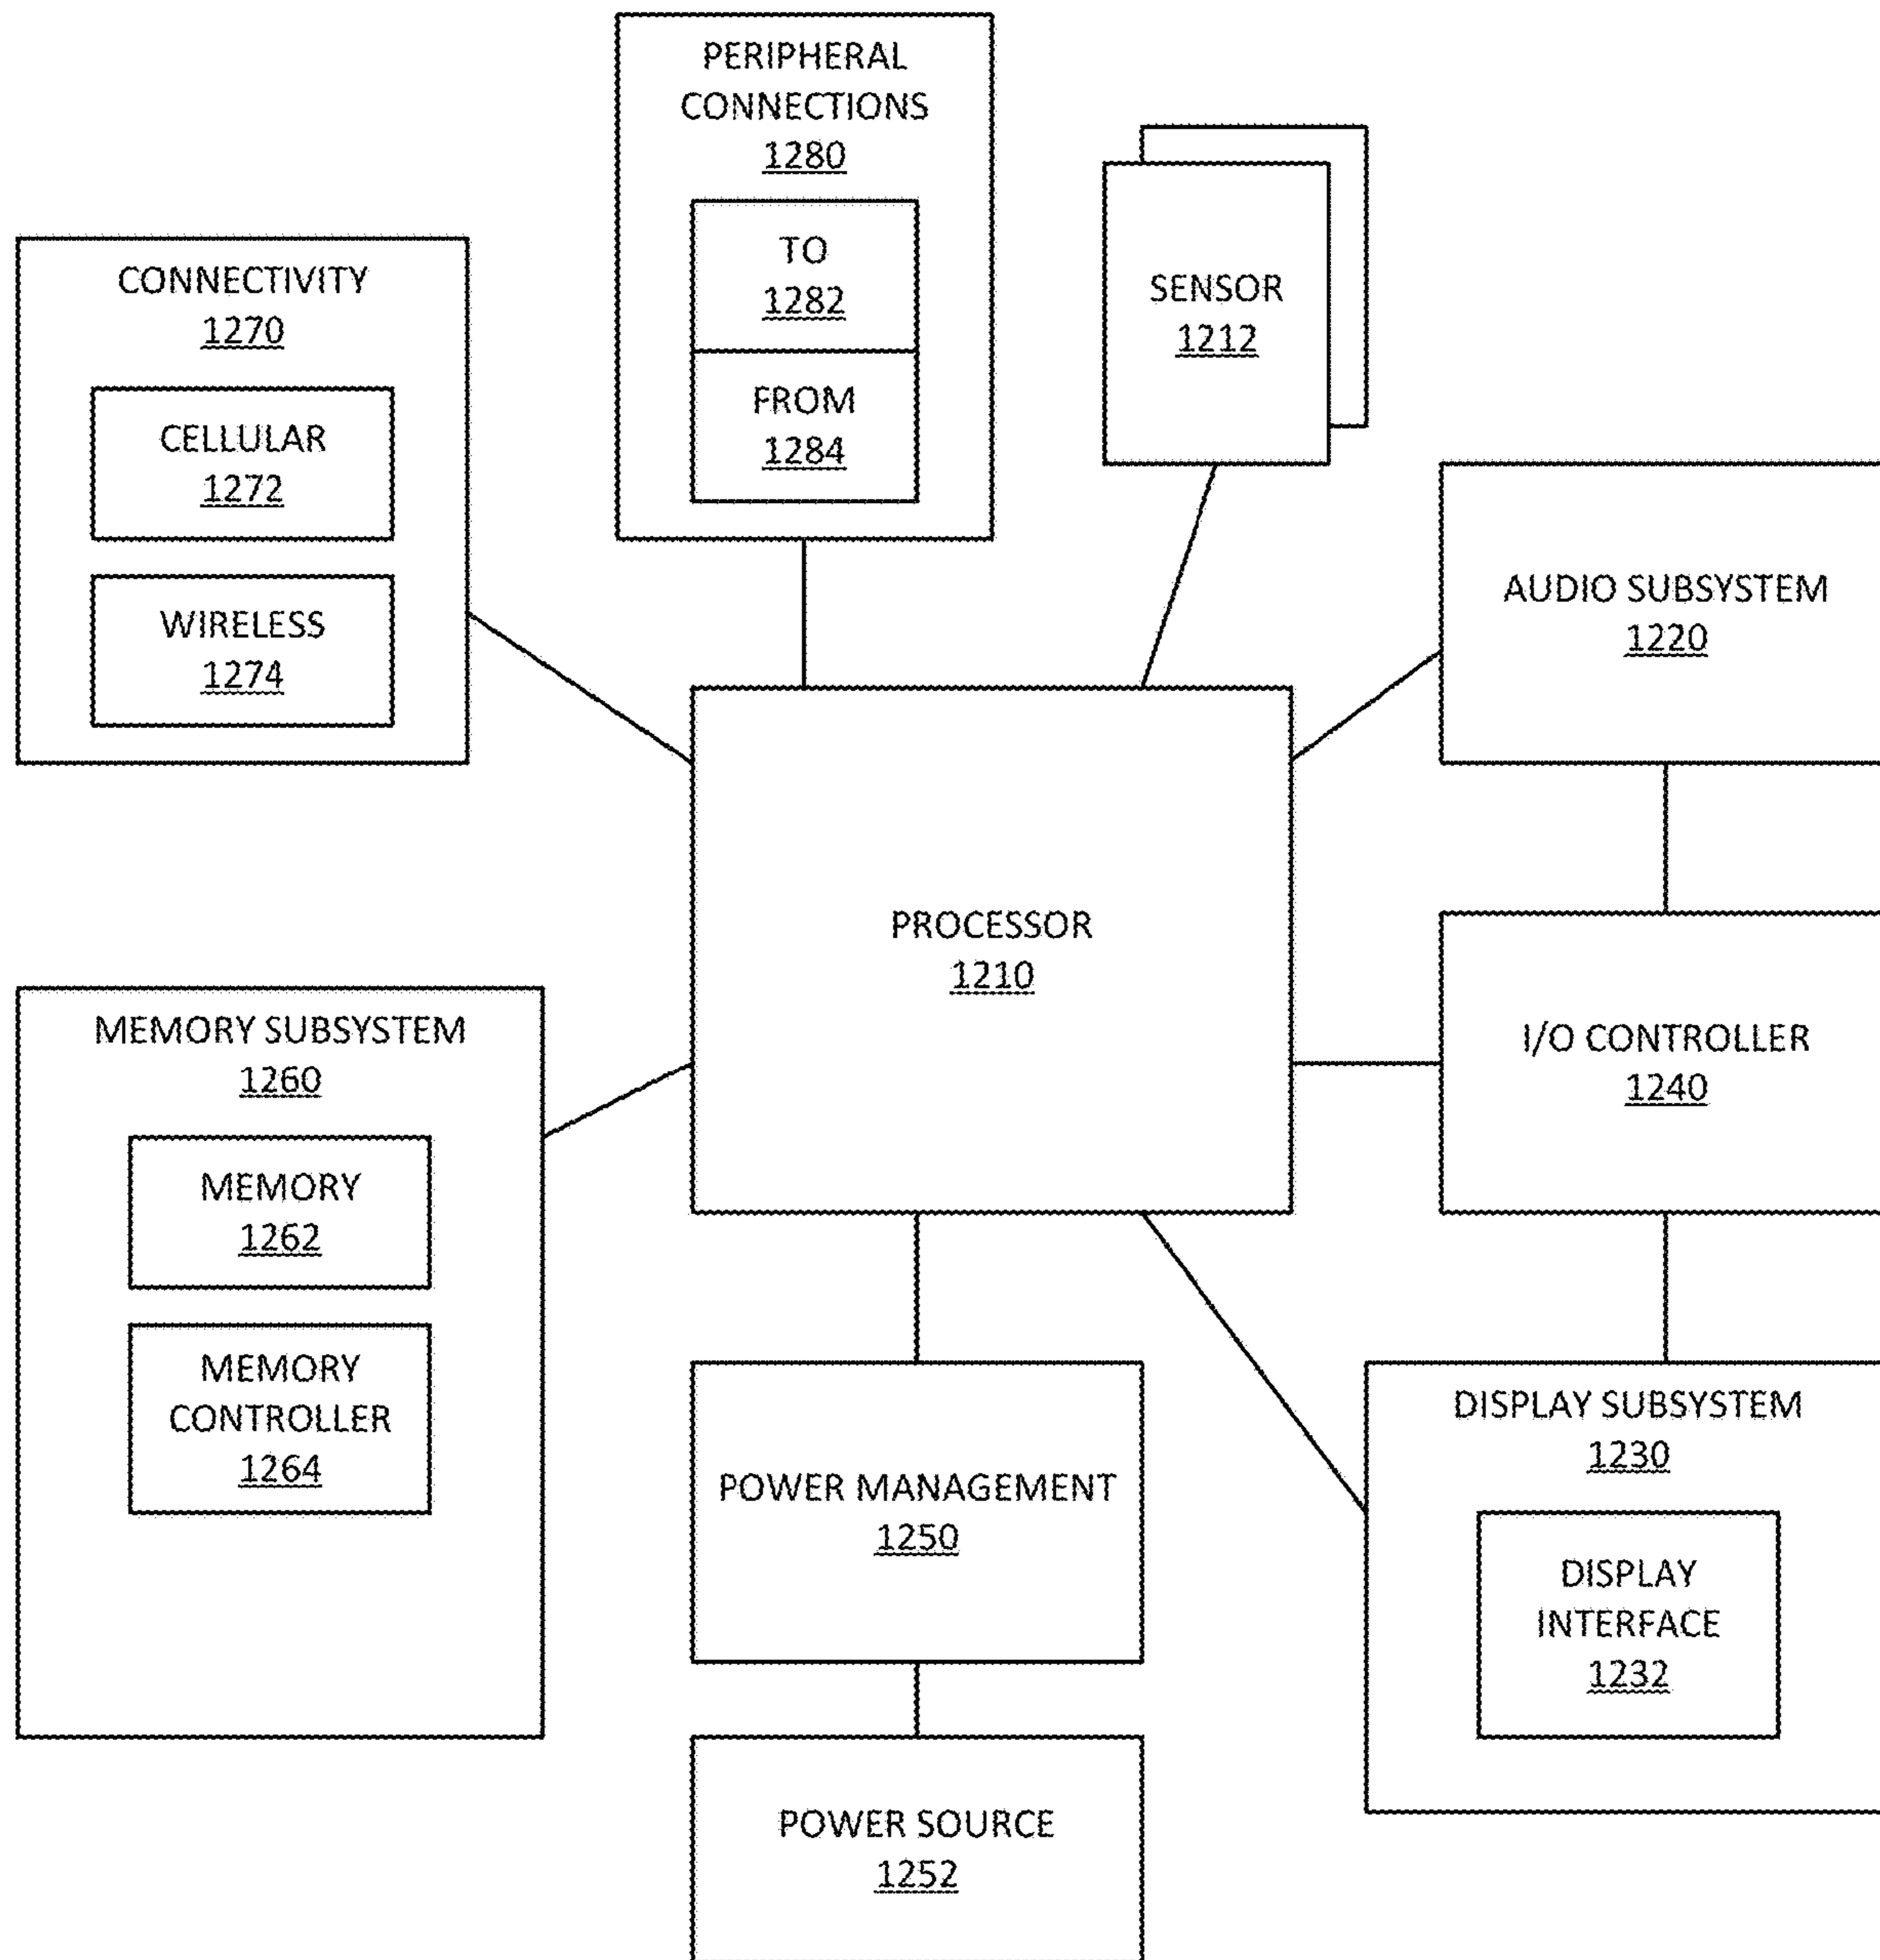 PERIPHERAL
CONNECTIONS
1280
TO
1282
FROM
1284
SENSOR
1212
CONNECTIVITY
1270
CELLULAR
1272
WIRELESS
1274
AUDIO SUBSYSTEM
1220
PROCESSOR
1210
I/O CONTROLLER
1240
MEMORY SUBSYSTEM
1260
MEMORY
1262
MEMORY
CONTROLLER
1264
POWER MANAGEMENT
1250
DISPLAY SUBSYSTEM
1230
DISPLAY
INTERFACE
1232
POWER SOURCE
1252